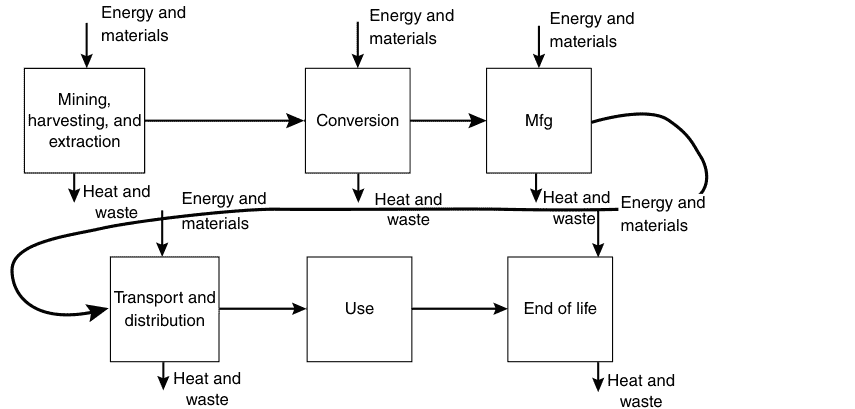 Energy and
materials
Energy and
materials
Energy and
materials
Mining,
harvesting, and
extraction
Conversion
Mfg
Heat and
waste
Heat and
waste
Heat and
waste
Energy and
materials
Energy and
materials
Transport and
distribution
Use
End of life
Heat and
waste
Heat and
waste